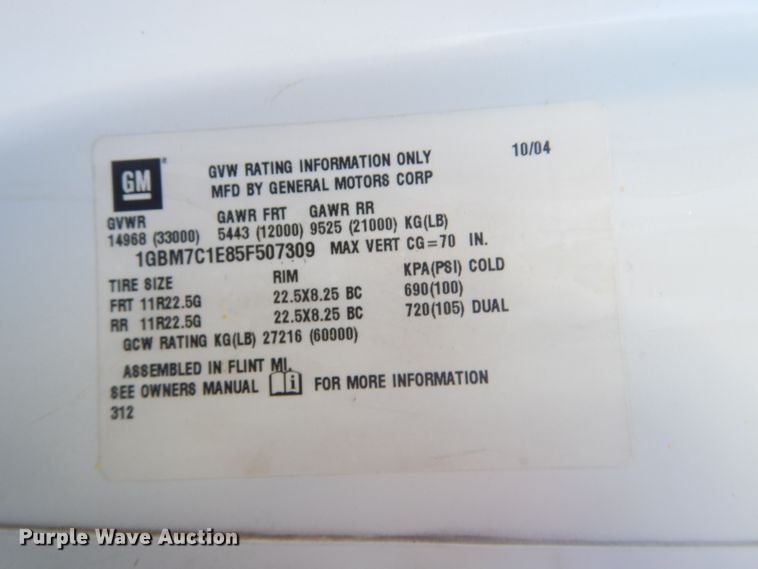 GM ®
GVW RATING INFORMATION ONLY 10/04
MFD BY GENERAL MOTORS CORP
GVWR GAWR FRT GAWR RR
14968 (33000) 5443 (12000) 9525 (21000) KG(LB)
1GBM7C1E85F507309 MAX VERT CG=70 IN.
TIRE SIZE RIM KPA(PSI) COLD
FRT 11R22.5G 22.5X8.25 BC 690(100)
RR 11R22.5G 22.5X8.25 BC 720(105) DUAL
GCW RATING KG(LB) 27216 (60000)
ASSEMBLED IN FLINT MI.
SEE OWNERS MANUAL i FOR MORE INFORMATION
312
Purple Wave Auction